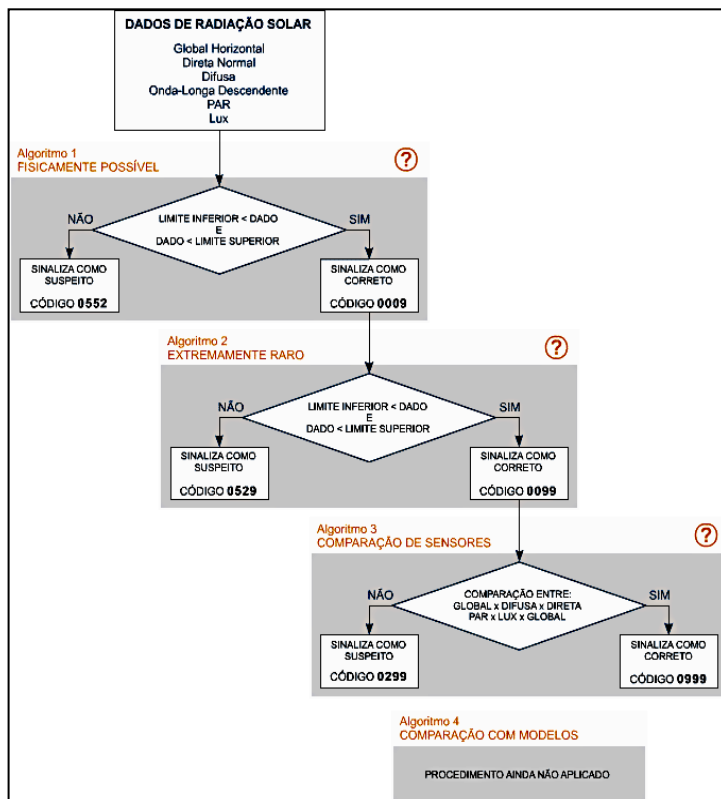 DADOS DE RADIAÇÃO SOLAR
Global Horizontal
Direta Normal
Difusa
Onda-Longa Descendente
PAR
Lux
Algoritmo 1
FISICAMENTE POSSÍVEL
?
NÃO
LIMITE INFERIOR < DADO
E
DADO < LIMITE SUPERIOR
SIM
SINALIZA COMO
SUSPEITO
CÓDIGO 0552
SINALIZA COMO
CORRETO
CÓDIGO 0009
Algoritmo 2
EXTREMAMENTE RARO
?
NÃO
LIMITE INFERIOR < DADO
E
DADO < LIMITE SUPERIOR
SIM
SINALIZA COMO
SUSPEITO
CÓDIGO 0529
SINALIZA COMO
CORRETO
CÓDIGO 0099
Algoritmo 3
COMPARAÇÃO DE SENSORES
?
NÃO
COMPARAÇÃO ENTRE:
GLOBAL x DIFUSA x DIRETA
PAR x LUX x GLOBAL
SIM
SINALIZA COMO
SUSPEITO
CÓDIGO 0299
SINALIZA COMO
CORRETO
CÓDIGO 0999
Algoritmo 4
COMPARAÇÃO COM MODELOS
PROCEDIMENTO AINDA NÃO APLICADO